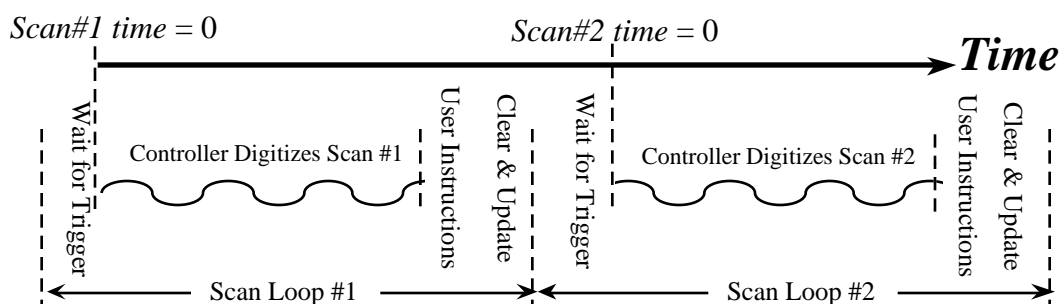 Scan#1 time = 0
Scan#2 time = 0
Time
Wait for Trigger
Controller Digitizes Scan #1
User Instructions
Clear & Update
Wait for Trigger
Controller Digitizes Scan #2
User Instructions
Clear & Update
Scan Loop #1
Scan Loop #2